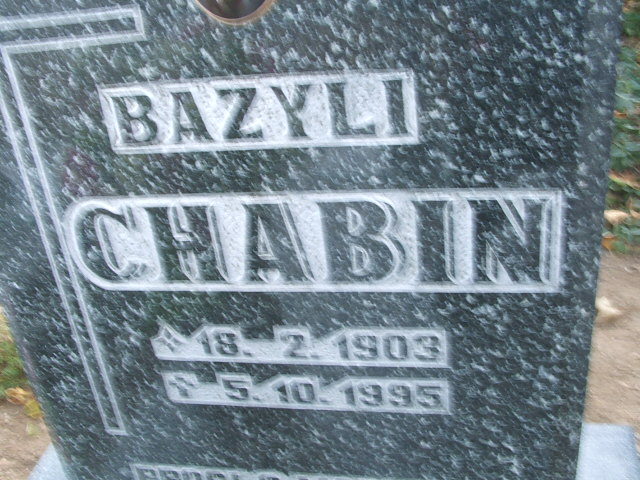 BAZYLI
CHABIN
18. 2. 1903
† 5. 10. 1995